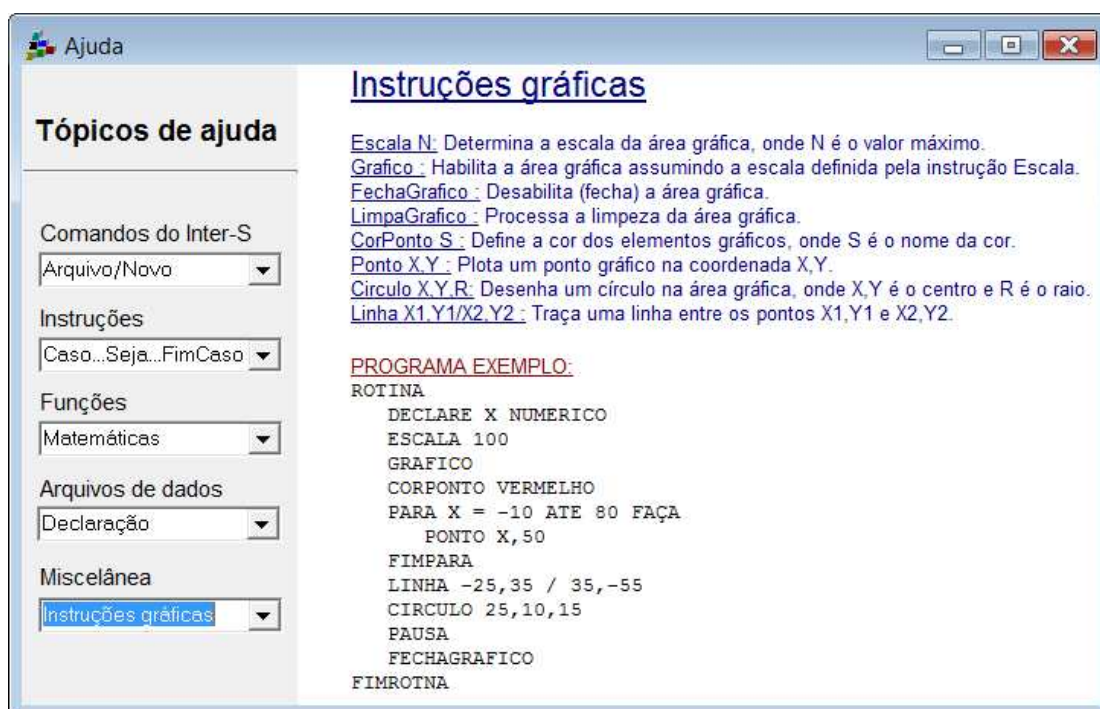 Ajuda
Tópicos de ajuda
Comandos do Inter-S
Arquivo/Novo
Instruções
Caso...Seja...FimCaso
Funções
Matemáticas
Arquivos de dados
Declaração
Miscelânea
Instruções gráficas
Instruções gráficas
Escala N: Determina a escala da área gráfica, onde N é o valor máximo.
Grafico : Habilita a área gráfica assumindo a escala definida pela instrução Escala.
FechaGrafico : Desabilita (fecha) a área gráfica.
LimpaGrafico : Processa a limpeza da área gráfica.
CorPonto S : Define a cor dos elementos gráficos, onde S é o nome da cor.
Ponto X,Y : Plota um ponto gráfico na coordenada X,Y.
Circulo X,Y,R: Desenha um círculo na área gráfica, onde X,Y é o centro e R é o raio.
Linha X1,Y1/X2,Y2 : Traça uma linha entre os pontos X1,Y1 e X2,Y2.
PROGRAMA EXEMPLO:
ROTINA
DECLARE X NUMERICO
ESCALA 100
GRAFICO
CORPONTO VERMELHO
PARA X = -10 ATE 80 FAÇA
PONTO X,50
FIMPARA
LINHA -25,35 / 35,-55
CIRCULO 25,10,15
PAUSA
FECHAGRAFICO
FIMROTNA